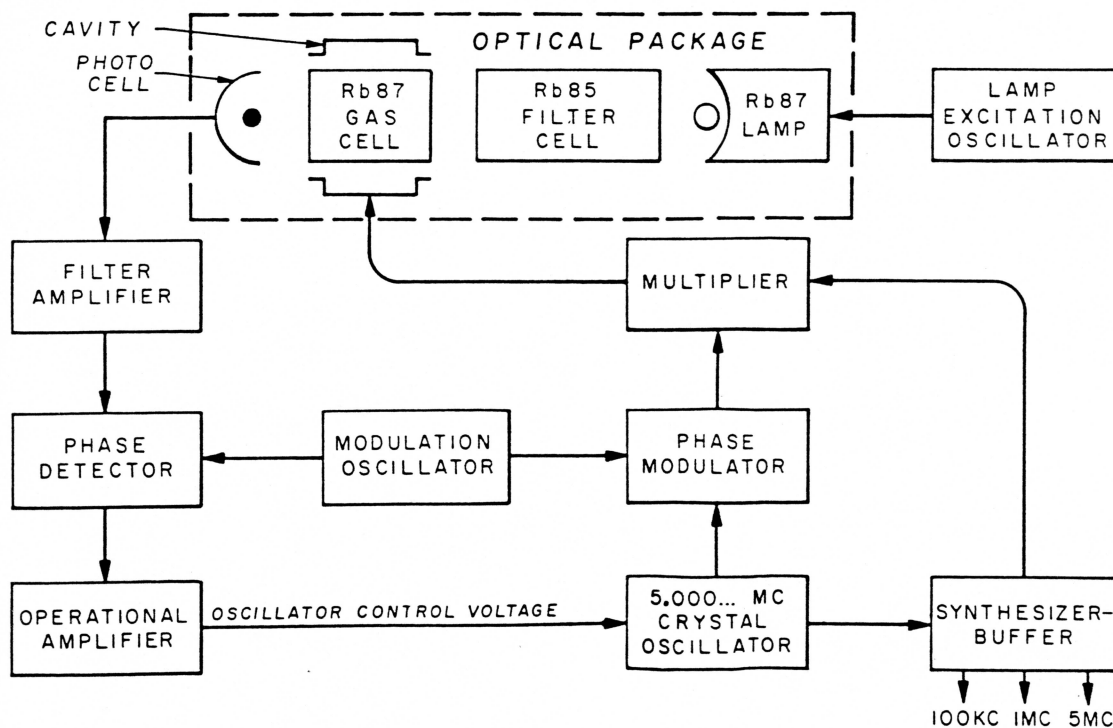 CAVITY
OPTICAL PACKAGE
PHOTO
CELL
Rb87
GAS
CELL
Rb85
FILTER
CELL
Rb87
LAMP
LAMP
EXCITATION
OSCILLATOR
FILTER
AMPLIFIER
MULTIPLIER
PHASE
DETECTOR
MODULATION
OSCILLATOR
PHASE
MODULATOR
OPERATIONAL
AMPLIFIER
OSCILLATOR CONTROL VOLTAGE
5.000... MC
CRYSTAL
OSCILLATOR
SYNTHESIZER-
BUFFER
100KC 1MC 5MC